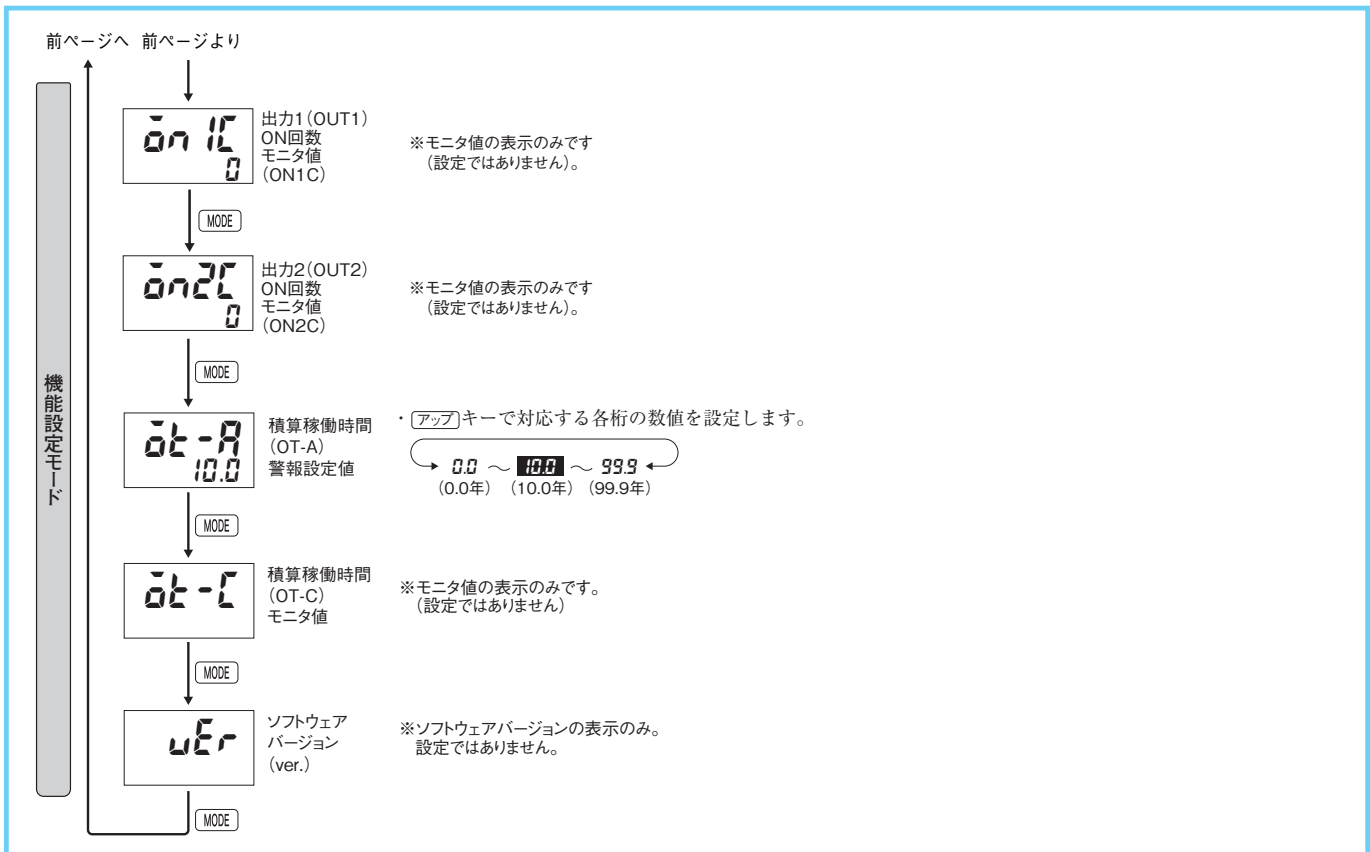 前ページへ 前ページより
機能設定モード
ōn1C
0
出力1(OUT1)
ON回数
モニタ値
(ON1C)
※モニタ値の表示のみです
(設定ではありません)。
MODE
ōn2C
0
出力2(OUT2)
ON回数
モニタ値
(ON2C)
※モニタ値の表示のみです
(設定ではありません)。
MODE
ōt-A
10.0
積算稼働時間
(OT-A)
警報設定値
・アップキーで対応する各桁の数値を設定します。
0.0 ～ 10.0 ～ 99.9
(0.0年) (10.0年) (99.9年)
MODE
ōt-C
積算稼働時間
(OT-C)
モニタ値
※モニタ値の表示のみです。
(設定ではありません)
MODE
vEr
ソフトウェア
バージョン
(ver.)
※ソフトウェアバージョンの表示のみ。
設定ではありません。
MODE